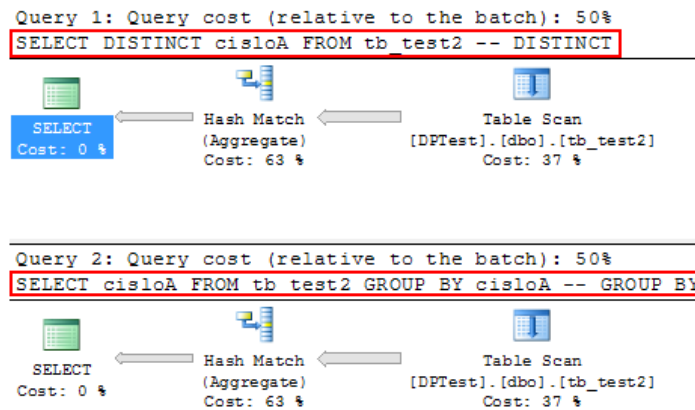 Query 1: Query cost (relative to the batch): 50%
SELECT DISTINCT cisloA FROM tb_test2 -- DISTINCT
SELECT
Cost: 0 %
Hash Match
(Aggregate)
Cost: 63 %
Table Scan
[DPTest].[dbo].[tb_test2]
Cost: 37 %
Query 2: Query cost (relative to the batch): 50%
SELECT cisloA FROM tb test2 GROUP BY cisloA -- GROUP BY
SELECT
Cost: 0 %
Hash Match
(Aggregate)
Cost: 63 %
Table Scan
[DPTest].[dbo].[tb_test2]
Cost: 37 %